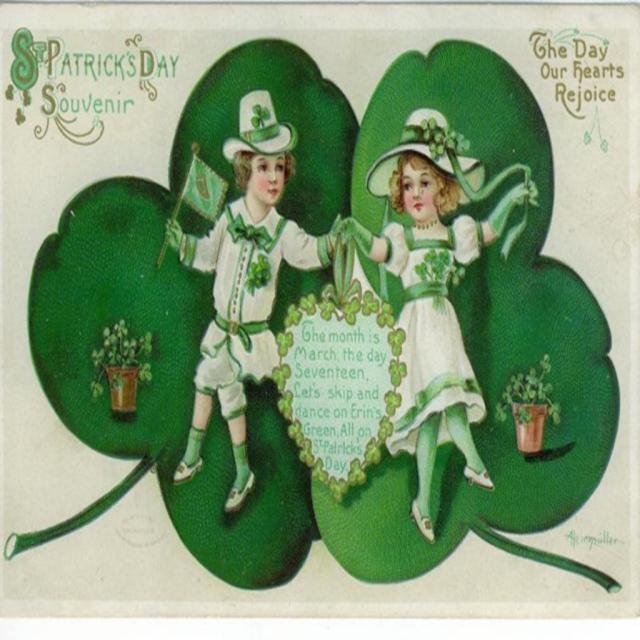 St. Patrick's Day
Souvenir
The Day
Our Hearts
Rejoice
The month is
March, the day
Seventeen,
Let's skip and
dance on Erin's
Green, All on
St. Patrick's
Day.